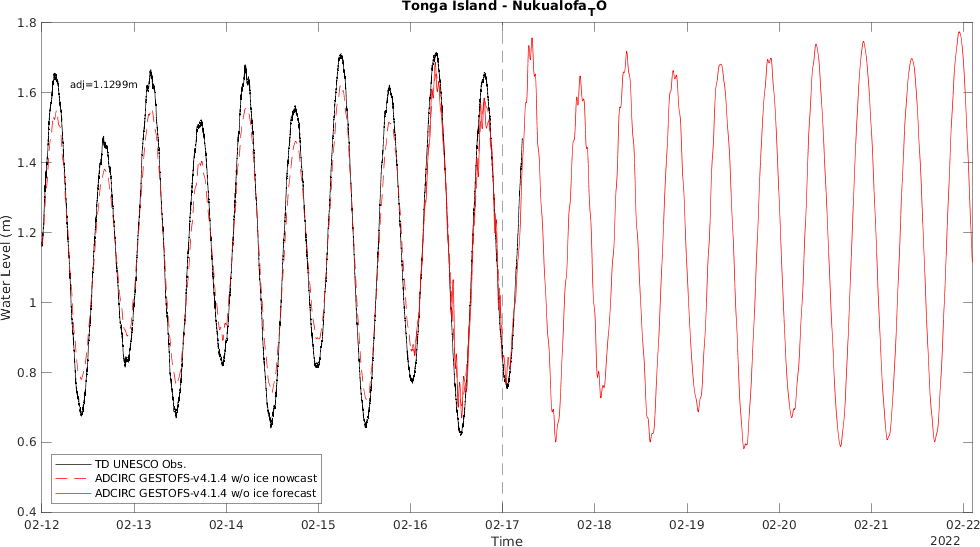 Tonga Island - Nukualofa_TO
1.8
adj=1.1299m
1.6
1.4
1.2
1
0.8
0.6
0.4
Water Level (m)
TD UNESCO Obs.
ADCIRC GESTOFS-v4.1.4 w/o ice nowcast
ADCIRC GESTOFS-v4.1.4 w/o ice forecast
02-12 02-13 02-14 02-15 02-16 02-17 02-18 02-19 02-20 02-21 02-22
Time
2022